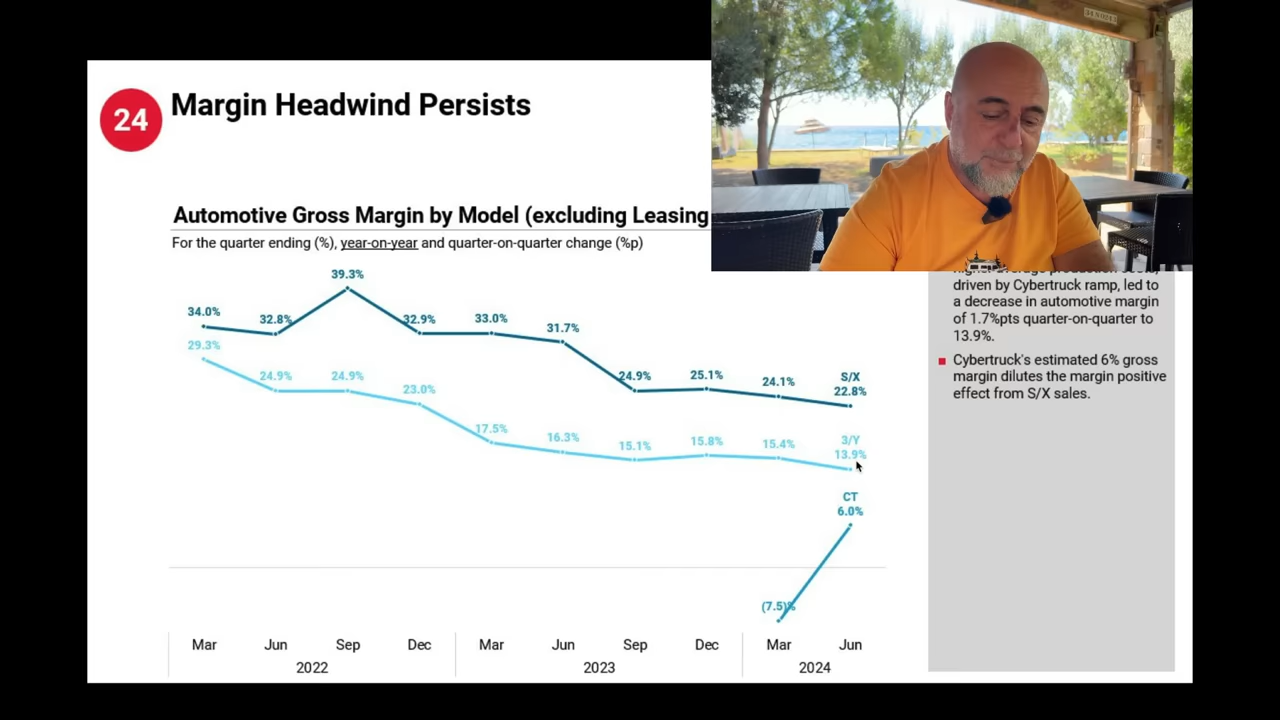 24
Margin Headwind Persists
Automotive Gross Margin by Model (excluding Leasing
For the quarter ending (%), year-on-year and quarter-on-quarter change (%p)
39.3%
34.0%
32.8%
32.9%
33.0%
31.7%
24.9%
25.1%
24.1%
S/X
22.8%
29.3%
24.9%
24.9%
23.0%
17.5%
16.3%
15.1%
15.8%
15.4%
3/Y
13.9%
CT
6.0%
(7.5)%
Mar
Jun
Sep
Dec
Mar
Jun
Sep
Dec
Mar
Jun
2022
2023
2024
driven by Cybertruck ramp, led to
a decrease in automotive margin
of 1.7%pts quarter-on-quarter to
13.9%.
Cybertruck's estimated 6% gross
margin dilutes the margin positive
effect from S/X sales.